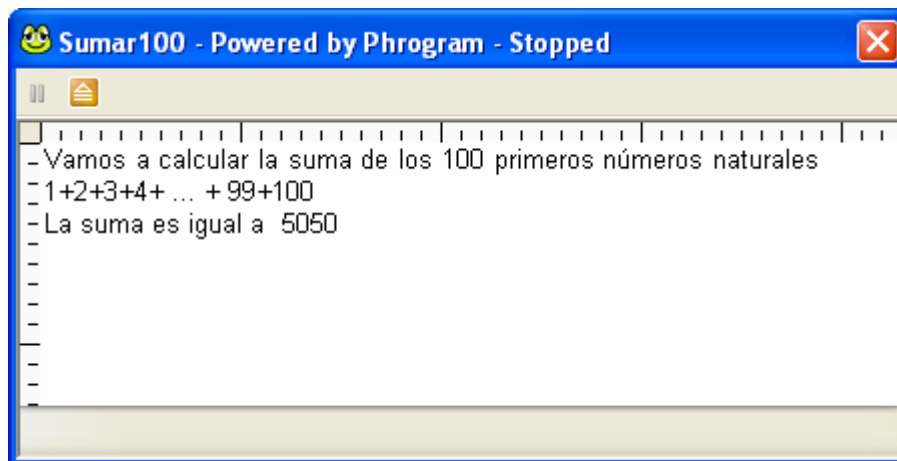 Sumar100 - Powered by Phrogram - Stopped
Vamos a calcular la suma de los 100 primeros números naturales
1+2+3+4+ ... + 99+100
La suma es igual a  5050